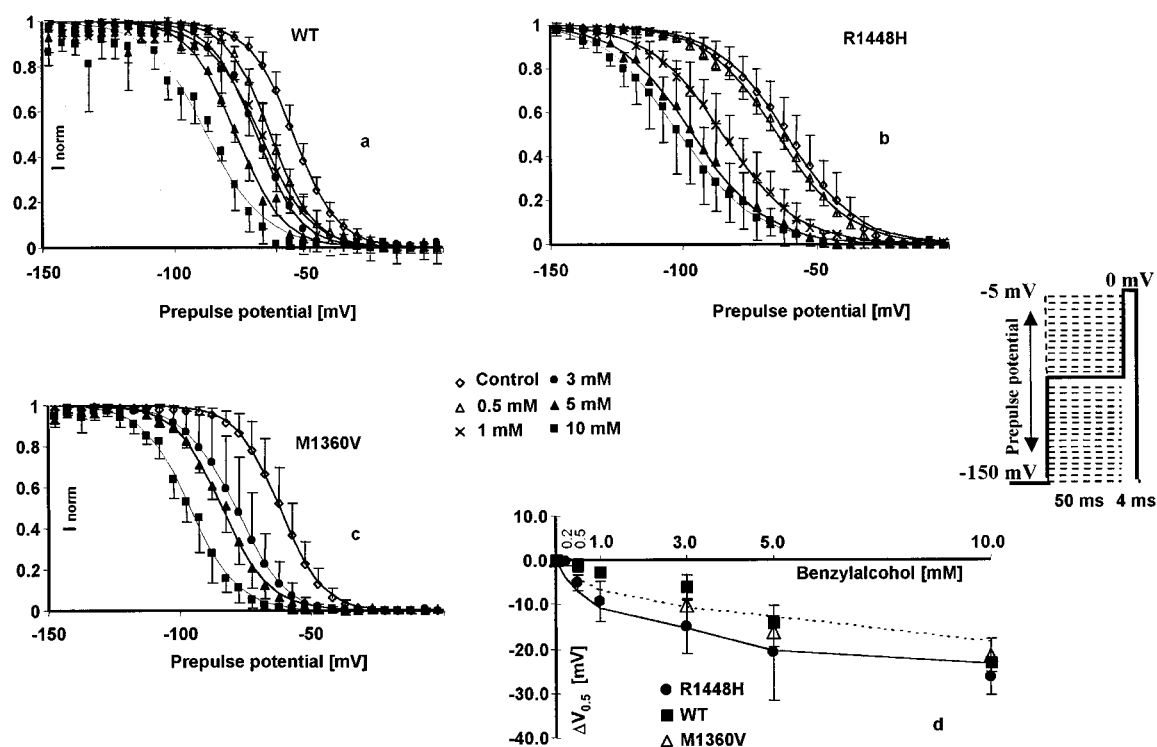 WT
1
0.8
0.6
0.4
0.2
0
I norm
a
-150
-100
-50
Prepulse potential [mV]
R1448H
1
0.8
0.6
0.4
0.2
0
b
-150
-100
-50
Prepulse potential [mV]
0 mV
-5 mV
Prepulse potential
-150 mV
50 ms
4 ms
Control
0.5 mM
1 mM
3 mM
5 mM
10 mM
M1360V
1
0.8
0.6
0.4
0.2
0
I norm
c
-150
-100
-50
Prepulse potential [mV]
10.0
0.0
-10.0
-20.0
-30.0
-40.0
0.2
0.5
1.0
3.0
5.0
10.0
Benzylalcohol [mM]
ΔV0.5 [mV]
R1448H
WT
M1360V
d